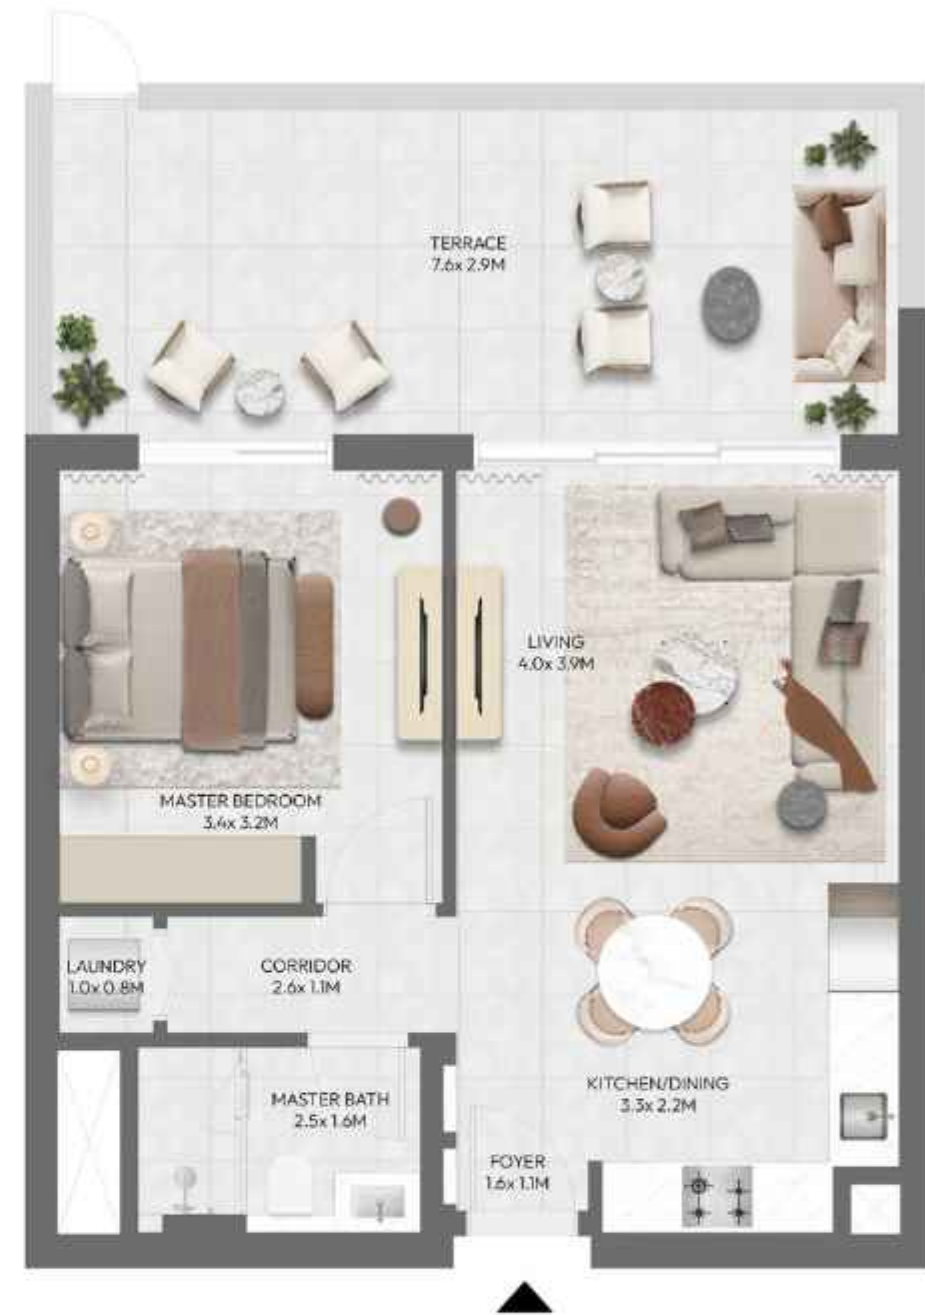 TERRACE
7.6x 2.9M
LIVING
4.0x 3.9M
MASTER BEDROOM
3.4x 3.2M
LAUNDRY
1.0x 0.8M
CORRIDOR
2.6x 1.1M
KITCHEN/DINING
3.3x 2.2M
MASTER BATH
2.5x 1.6M
FOYER
1.6x 1.1M